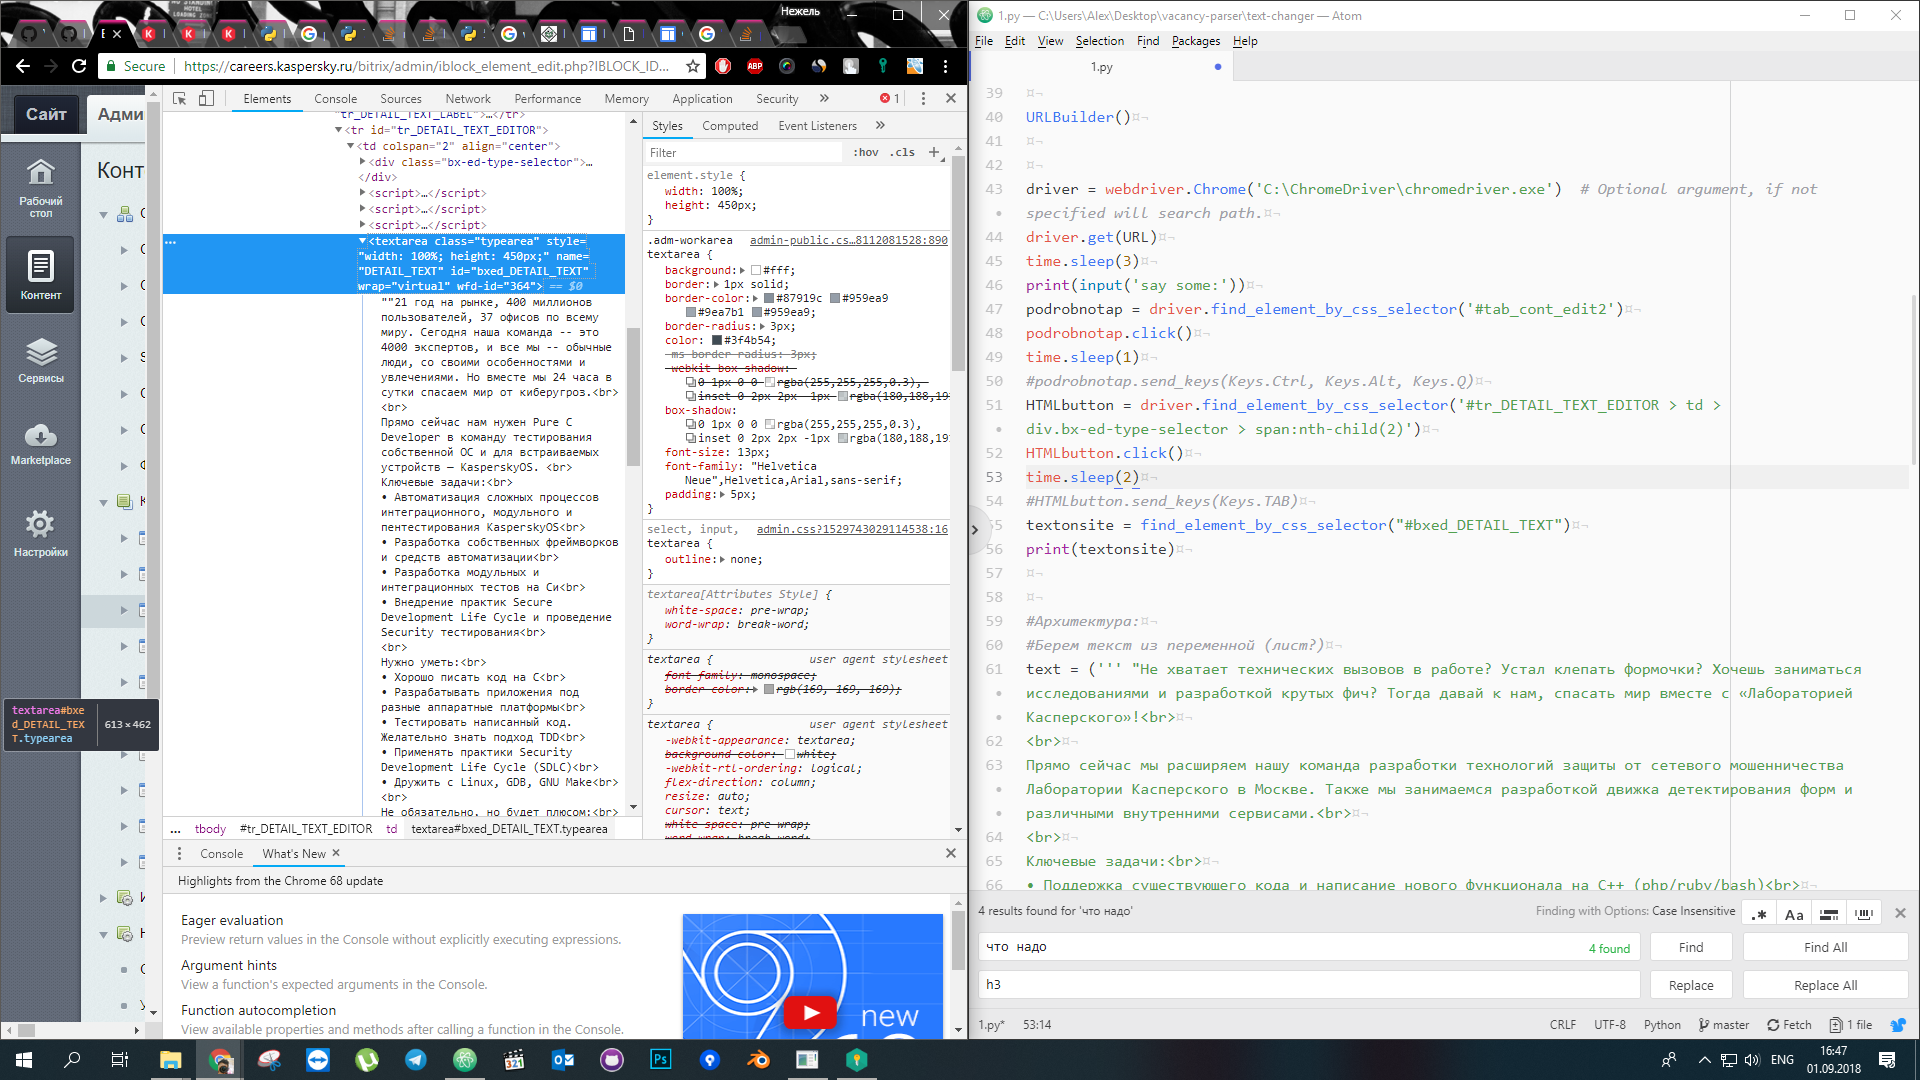 Нежель
Secure
https://careers.kaspersky.ru/bitrix/admin/iblock_element_edit.php?IBLOCK_ID...
Сайт
Админ
Конт
Рабочий
стол
Контент
Сервисы
Marketplace
Настройки
Elements Console Sources Network Performance Memory Application Security » 1
"tr_DETAIL_TEXT_LABEL">…</tr>
<tr id="tr_DETAIL_TEXT_EDITOR">
<td colspan="2" align="center">
<div class="bx-ed-type-selector">…
</div>
<script>…</script>
<script>…</script>
<script>…</script>
<textarea class="typearea" style=
"width: 100%; height: 450px;" name=
"DETAIL_TEXT" id="bxed_DETAIL_TEXT"
wrap="virtual" wfd-id="364"> == $0
""21 год на рынке, 400 миллионов
пользователей, 37 офисов по всему
миру. Сегодня наша команда -- это
4000 экспертов, и все мы -- обычные
люди, со своими особенностями и
увлечениями. Но вместе мы 24 часа в
сутки спасаем мир от киберугроз.<br>
<br>
Прямо сейчас нам нужен Pure C
Developer в команду тестирования
собственной ОС и для встраиваемых
устройств — KasperskyOS. <br>
Ключевые задачи:<br>
• Автоматизация сложных процессов
интеграционного, модульного и
пентестирования KasperskyOS<br>
• Разработка собственных фреймворков
и средств автоматизации<br>
• Разработка модульных и
интеграционных тестов на Си<br>
• Внедрение практик Secure
Development Life Cycle и проведение
Security тестирования<br>
<br>
Нужно уметь:<br>
• Хорошо писать код на C<br>
• Разрабатывать приложения под
разные аппаратные платформы<br>
• Тестировать написанный код.
Желательно знать подход TDD<br>
• Применять практики Security
Development Life Cycle (SDLC)<br>
• Дружить с Linux, GDB, GNU Make<br>
<br>
Не обязательно, но будет плюсом:<br>
... tbody #tr_DETAIL_TEXT_EDITOR td textarea#bxed_DETAIL_TEXT.typearea
textarea#bxe
d_DETAIL_TEX
T.typearea
613 × 462
Styles Computed Event Listeners »
Filter :hov .cls +
element.style {
width: 100%;
height: 450px;
}
.adm-workarea admin-public.cs…8112081528:890
textarea {
background: #fff;
border: 1px solid;
border-color: #87919c #959ea9
#9ea7b1 #959ea9;
border-radius: 3px;
color: #3f4b54;
-ms-border-radius: 3px;
-webkit-box-shadow:
0 1px 0 0 rgba(255,255,255,0.3),
inset 0 2px 2px -1px rgba(180,188,19
box-shadow:
0 1px 0 0 rgba(255,255,255,0.3),
inset 0 2px 2px -1px rgba(180,188,19
font-size: 13px;
font-family: "Helvetica
Neue",Helvetica,Arial,sans-serif;
padding: 5px;
}
select, input, admin.css?1529743029114538:16
textarea {
outline: none;
}
textarea[Attributes Style] {
white-space: pre-wrap;
word-wrap: break-word;
}
textarea { user agent stylesheet
font-family: monospace;
border-color: rgb(169, 169, 169);
}
textarea { user agent stylesheet
-webkit-appearance: textarea;
background-color: white;
-webkit-rtl-ordering: logical;
flex-direction: column;
resize: auto;
cursor: text;
white-space: pre-wrap;
word-wrap: break-word;
Console What's New
Highlights from the Chrome 68 update
Eager evaluation
Preview return values in the Console without explicitly executing expressions.
Argument hints
View a function's expected arguments in the Console.
Function autocompletion
View available properties and methods after calling a function in the Console.
new
1.py — C:\Users\Alex\Desktop\vacancy-parser\text-changer — Atom
File Edit View Selection Find Packages Help
1.py
39
40 URLBuilder()
41
42
43 driver = webdriver.Chrome('C:\ChromeDriver\chromedriver.exe') # Optional argument, if not
• specified will search path.
44 driver.get(URL)
45 time.sleep(3)
46 print(input('say some:'))
47 podrobnotap = driver.find_element_by_css_selector('#tab_cont_edit2')
48 podrobnotap.click()
49 time.sleep(1)
50 #podrobnotap.send_keys(Keys.Ctrl, Keys.Alt, Keys.Q)
51 HTMLbutton = driver.find_element_by_css_selector('#tr_DETAIL_TEXT_EDITOR > td >
• div.bx-ed-type-selector > span:nth-child(2)')
52 HTMLbutton.click()
53 time.sleep(2)
54 #HTMLbutton.send_keys(Keys.TAB)
55 textonsite = find_element_by_css_selector("#bxed_DETAIL_TEXT")
56 print(textonsite)
57
58
59 #Архитектура:
60 #Берем текст из переменной (лист?)
61 text = (''' "Не хватает технических вызовов в работе? Устал клепать формочки? Хочешь заниматься
• исследованиями и разработкой крутых фич? Тогда давай к нам, спасать мир вместе с «Лабораторией
• Касперского»!<br>
62 <br>
63 Прямо сейчас мы расширяем нашу команда разработки технологий защиты от сетевого мошенничества
• Лаборатории Касперского в Москве. Также мы занимаемся разработкой движка детектирования форм и
• различными внутренними сервисами.<br>
64 <br>
65 Ключевые задачи:<br>
66 • Поддержка существующего кода и написание нового функционала на C++ (php/ruby/bash)<br>
4 results found for 'что надо' Finding with Options: Case Insensitive .* Aa
что надо 4 found Find Find All
h3 Replace Replace All
1.py* 53:14 CRLF UTF-8 Python master Fetch 1 file
ENG 16:47
01.09.2018